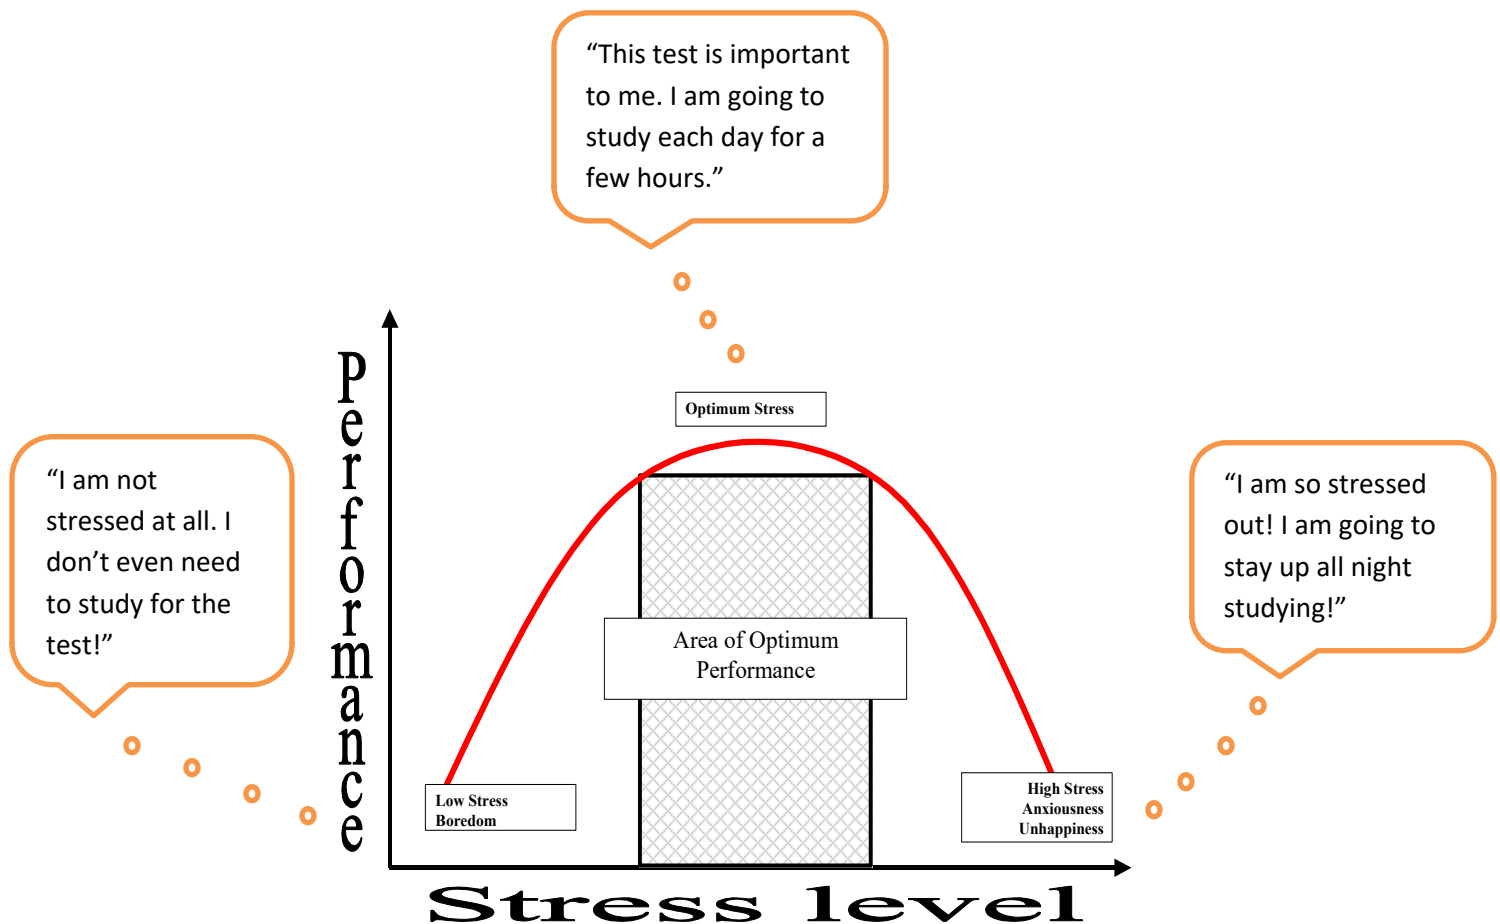 “This test is important
to me. I am going to
study each day for a
few hours.”
Performance
Optimum Stress
“I am not
stressed at all. I
don’t even need
to study for the
test!”
“I am so stressed
out! I am going to
stay up all night
studying!”
Area of Optimum
Performance
Low Stress
Boredom
High Stress
Anxiousness
Unhappiness
Stress level